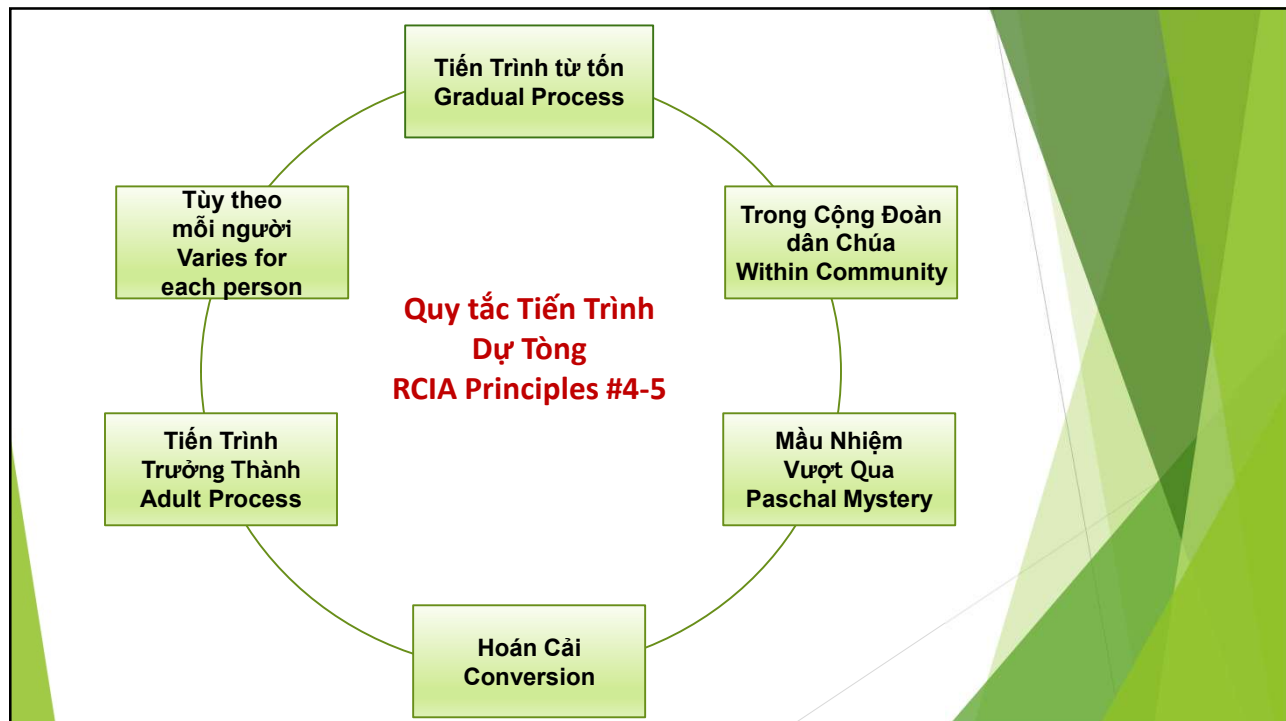 Tiến Trình từ tốn
Gradual Process
Trong Cộng Đoàn
dân Chúa
Within Community
Mầu Nhiệm
Vượt Qua
Paschal Mystery
Hoán Cải
Conversion
Tiến Trình
Trưởng Thành
Adult Process
Tùy theo
mỗi người
Varies for
each person
Quy tắc Tiến Trình
Dự Tòng
RCIA Principles #4-5